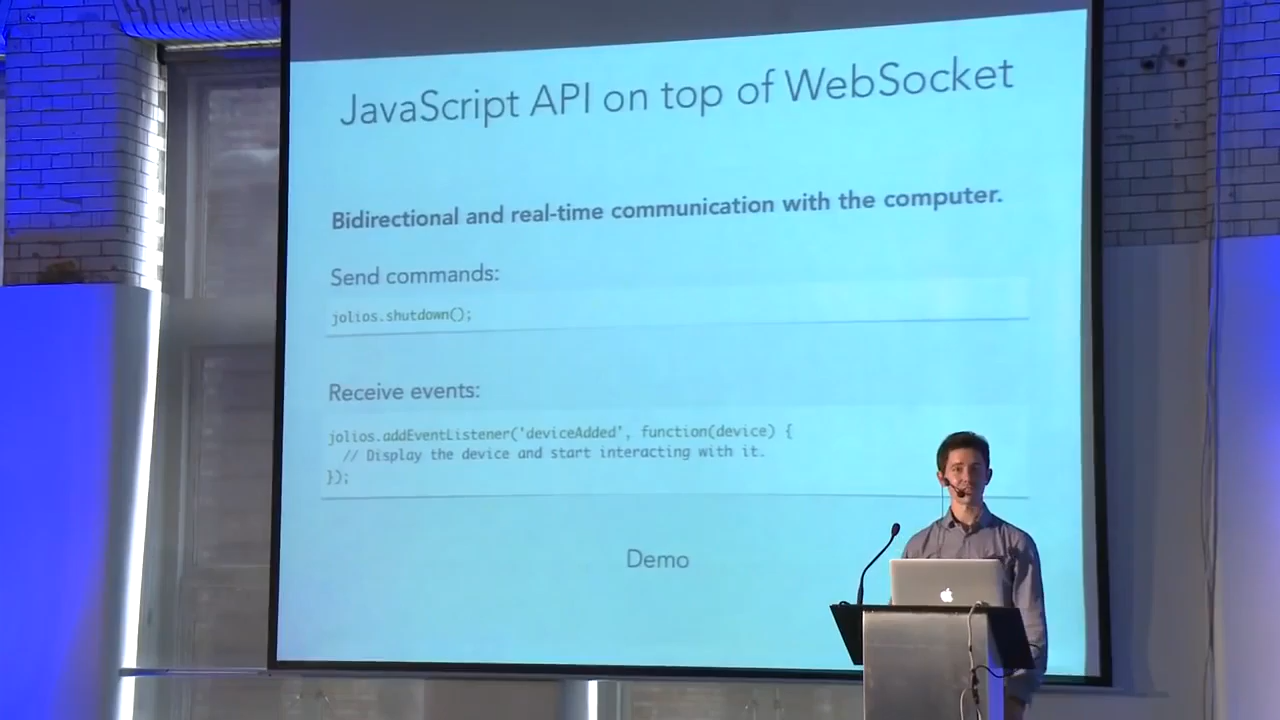 JavaScript API on top of WebSocket
Bidirectional and real-time communication with the computer.
Send commands:
jolios.shutdown();
Receive events:
jolios.addEventListener('deviceAdded', function(device) {
// Display the device and start interacting with it.
});
Demo